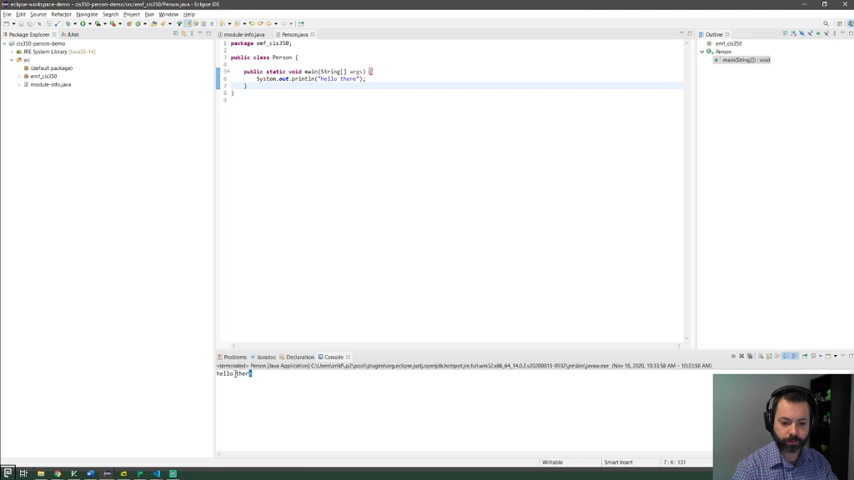 eclipse-workspace-demo - cis350-person-demo/src/emf_cis350/Person.java - Eclipse IDE
File Edit Source Refactor Navigate Search Project Run Window Help
Package Explorer JUnit
module-info.java Person.java
Outline
cis350-person-demo
JRE System Library [JavaSE-14]
src
(default package)
emf_cis350
module-info.java
1 package emf_cis350;
2
3 public class Person {
4
5 public static void main(String[] args) {
6 System.out.println("hello there");
7 }
8 }
9
emf_cis350
Person
main(String[]) : void
Problems Javadoc Declaration Console
hello there
Writable
Smart Insert
7 : 6 : 131